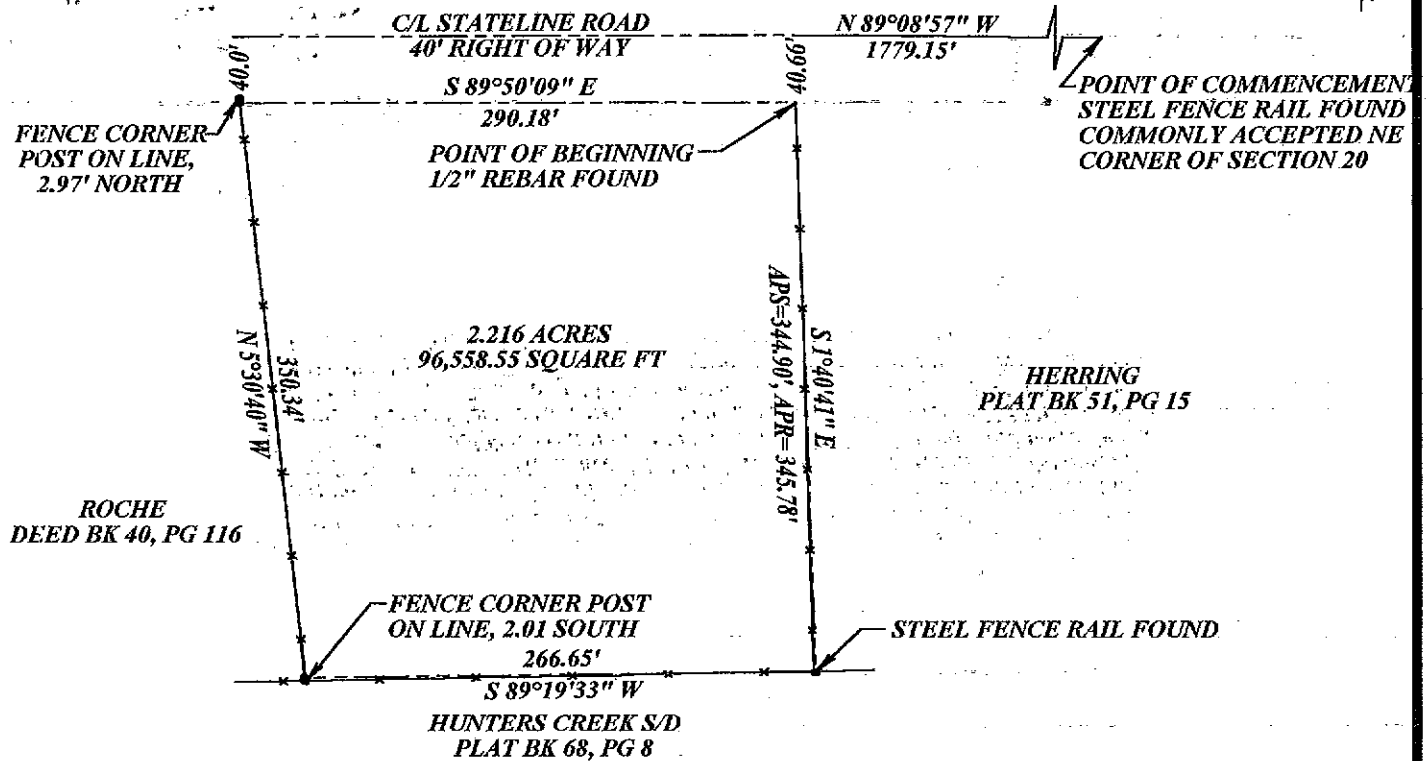 C/L STATELINE ROAD
40' RIGHT OF WAY
N 89°08'57" W
1779.15'
40.0'
40.99'
S 89°50'09" E
290.18'
POINT OF COMMENCEMENT
STEEL FENCE RAIL FOUND
COMMONLY ACCEPTED NE
CORNER OF SECTION 20
FENCE CORNER
POST ON LINE,
2.97' NORTH
POINT OF BEGINNING
1/2" REBAR FOUND
N 5°30'40" W
350.34'
2.216 ACRES
96,558.55 SQUARE FT
S 1°40'41" E
APS=344.90', APR=345.78'
HERRING
PLAT BK 51, PG 15
ROCHE
DEED BK 40, PG 116
FENCE CORNER POST
ON LINE, 2.01 SOUTH
STEEL FENCE RAIL FOUND
266.65'
S 89°19'33" W
HUNTERS CREEK S/D
PLAT BK 68, PG 8